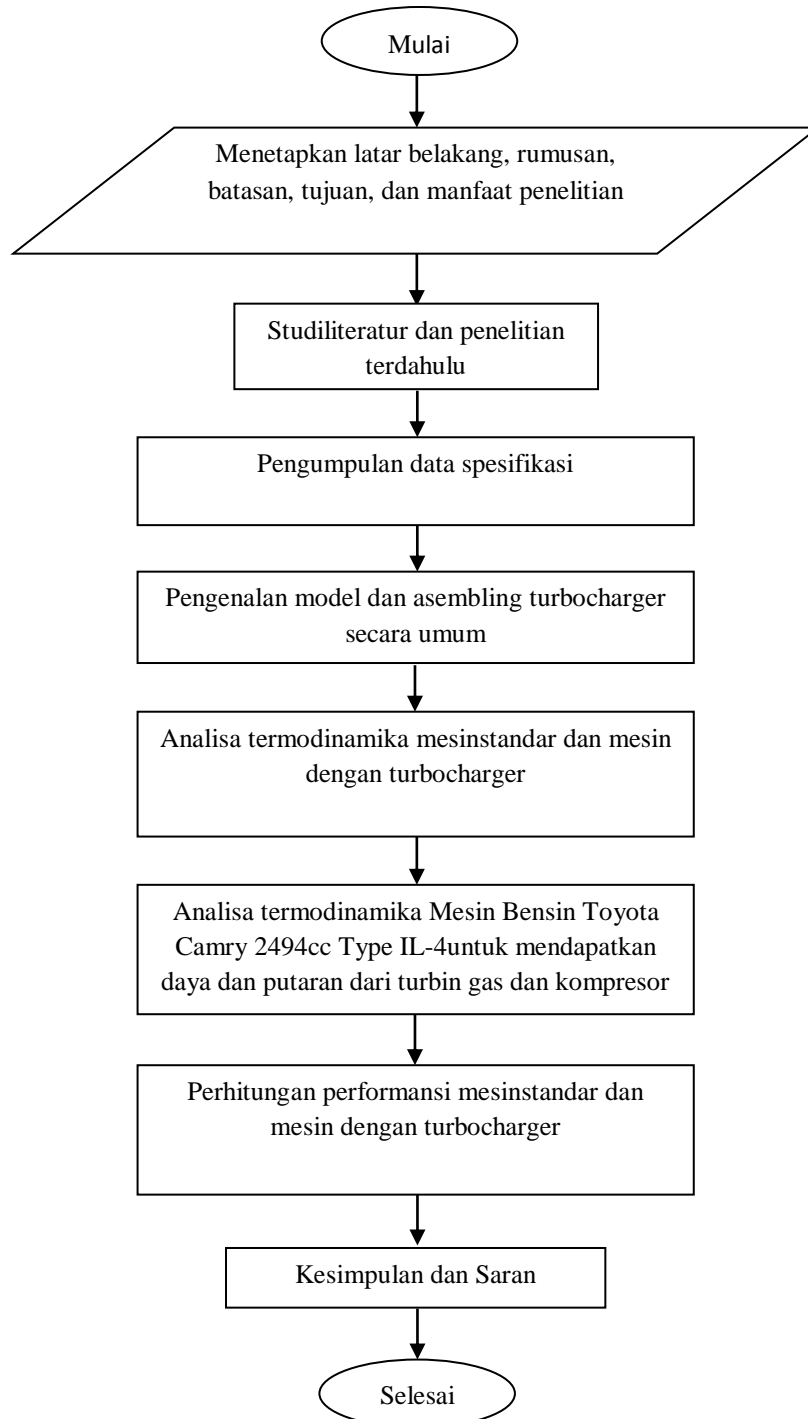 Mulai
Menetapkan latar belakang, rumusan,
batasan, tujuan, dan manfaat penelitian
Studiliteratur dan penelitian
terdahulu
Pengumpulan data spesifikasi
Pengenalan model dan asembling turbocharger
secara umum
Analisa termodinamika mesinstandar dan mesin
dengan turbocharger
Analisa termodinamika Mesin Bensin Toyota
Camry 2494cc Type IL-4untuk mendapatkan
daya dan putaran dari turbin gas dan kompresor
Perhitungan performansi mesinstandar dan
mesin dengan turbocharger
Kesimpulan dan Saran
Selesai